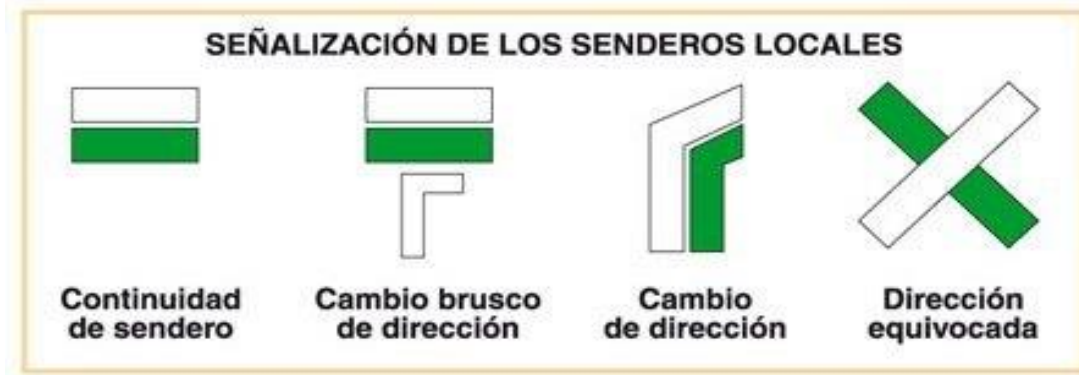 SEÑALIZACIÓN DE LOS SENDEROS LOCALES
Continuidad
de sendero
Cambio brusco
de dirección
Cambio
de dirección
Dirección
equivocada